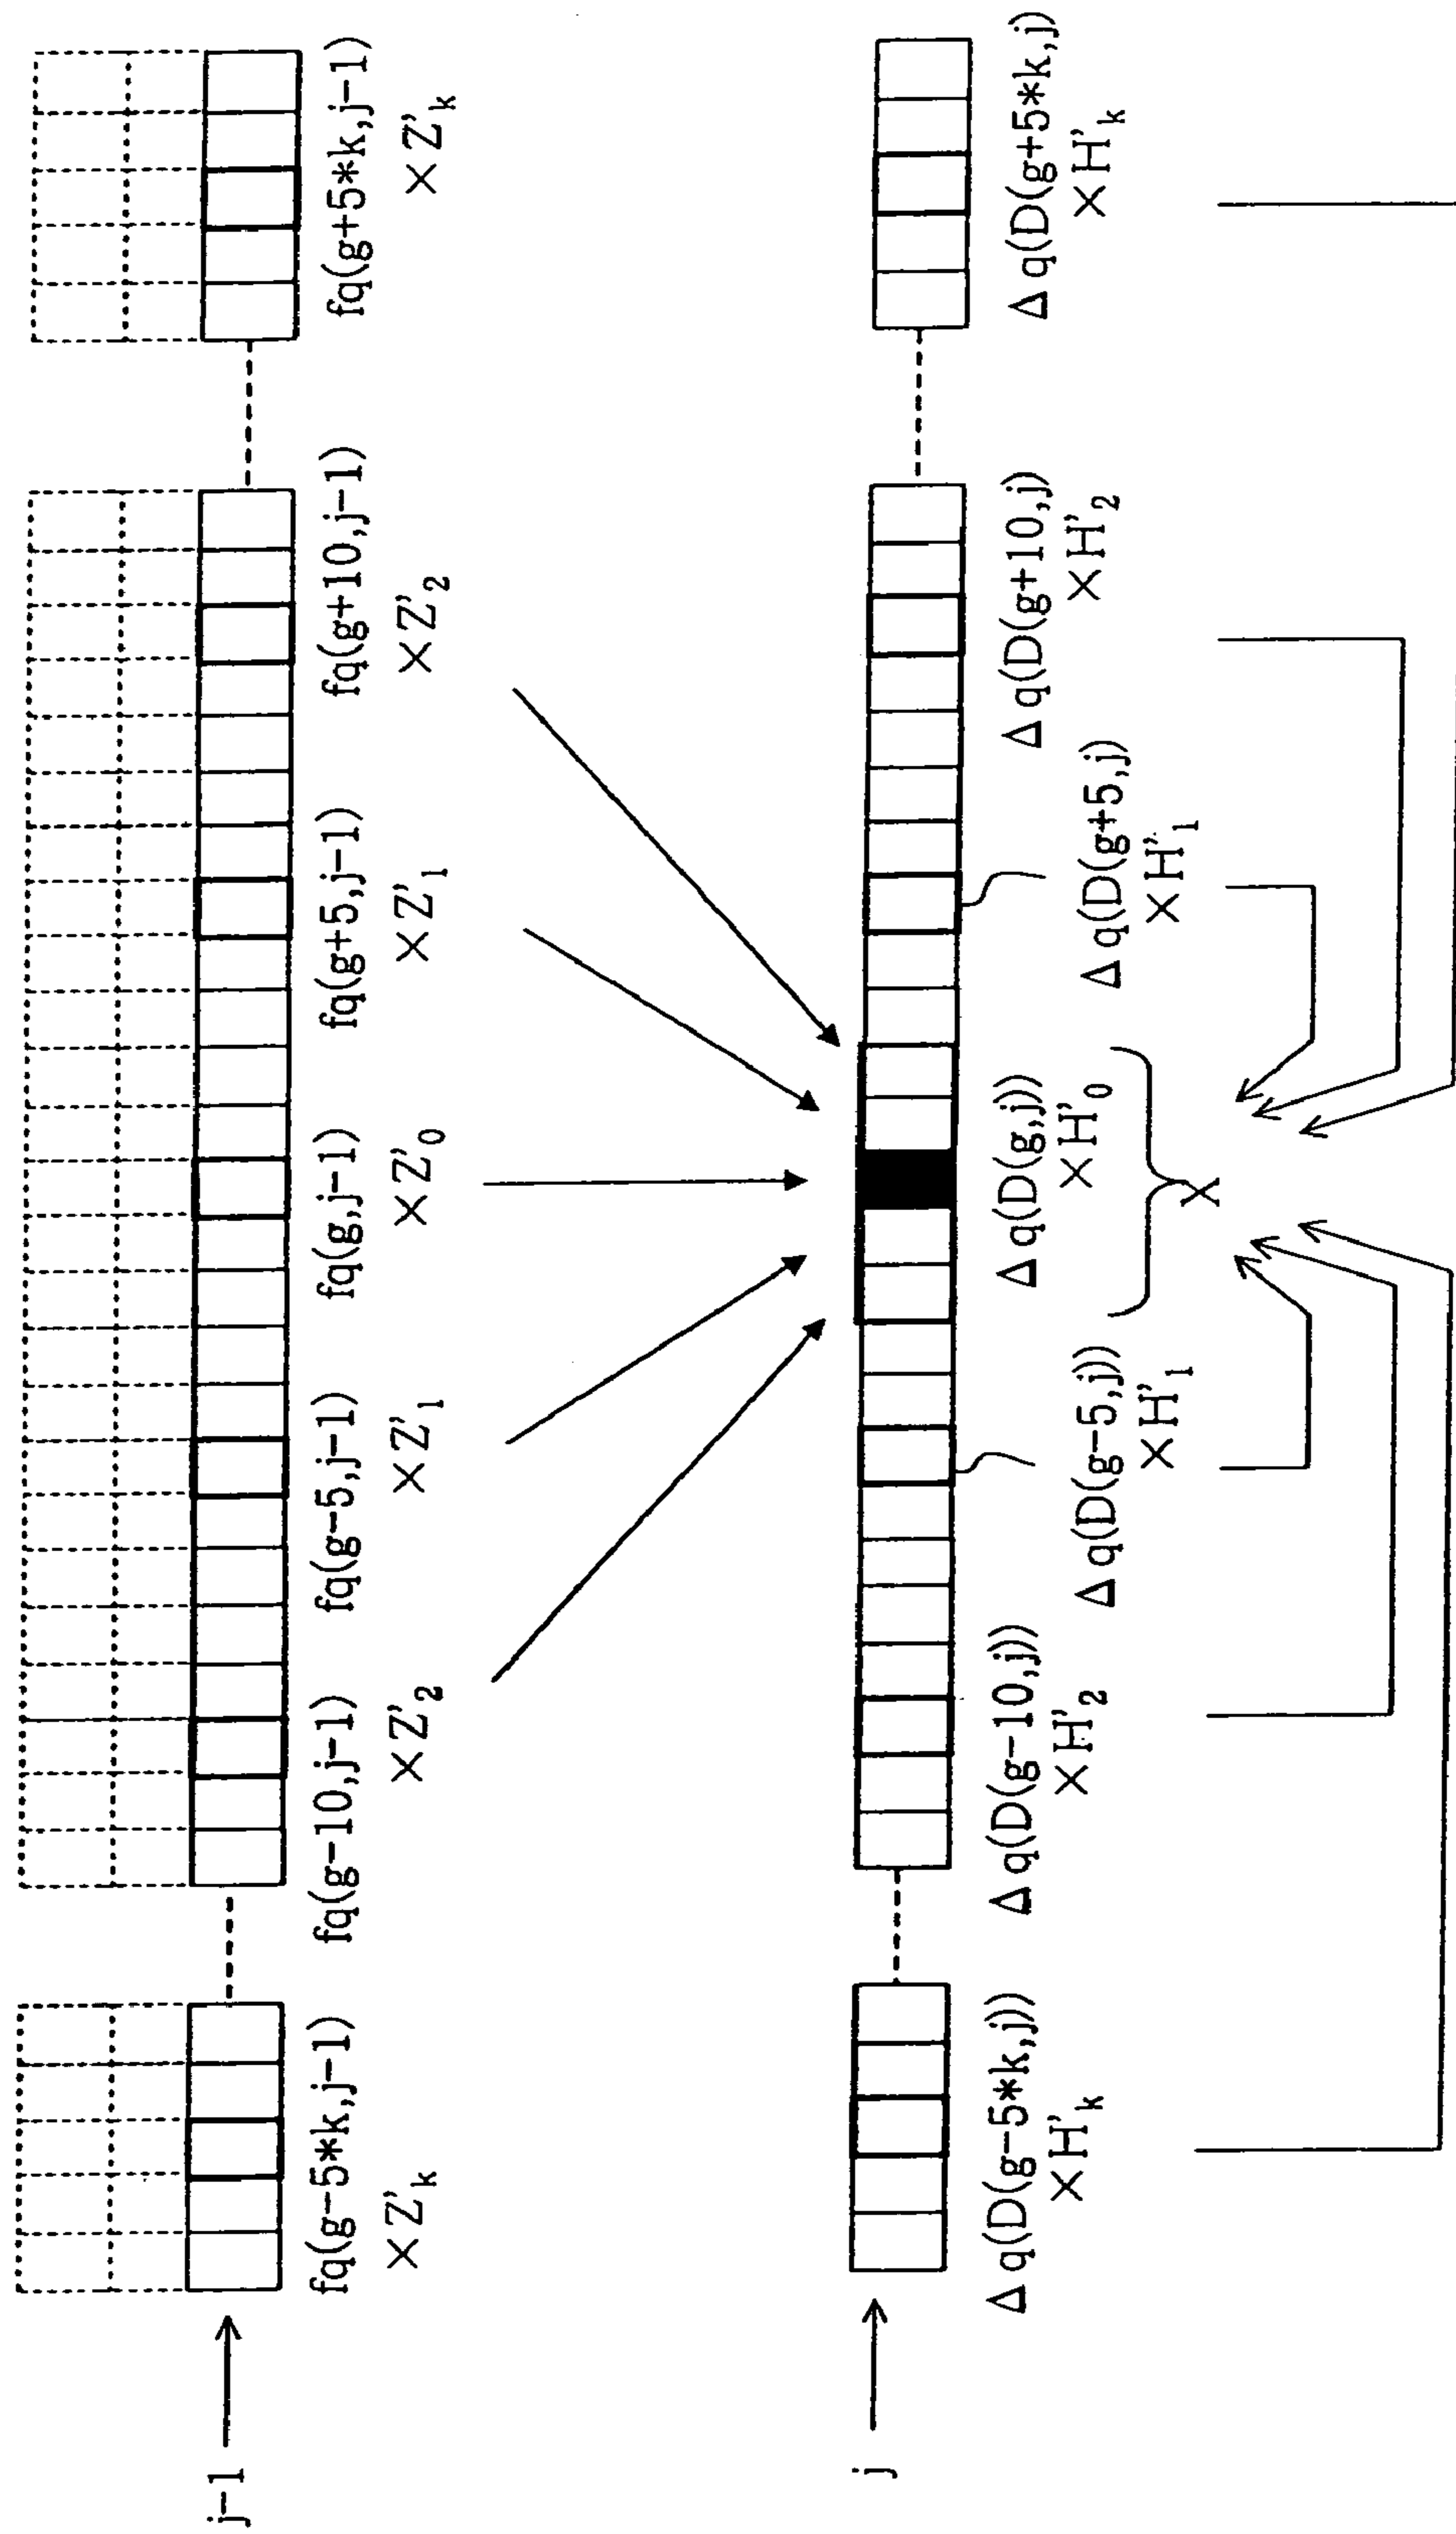 j-1
fq(g-5*k,j-1)
×Z'k
fq(g-10,j-1)
×Z'2
fq(g-5,j-1)
×Z'1
fq(g,j-1)
×Z'0
fq(g+5,j-1)
×Z'1
fq(g+10,j-1)
×Z'2
fq(g+5*k,j-1)
×Z'k
j
Δq(D(g-5*k,j))
×H'k
Δq(D(g-10,j))
×H'2
Δq(D(g-5,j))
×H'1
Δq(D(g,j))
×H'0
X
Δq(D(g+5,j)
×H'1
Δq(D(g+10,j)
×H'2
Δq(D(g+5*k,j)
×H'k